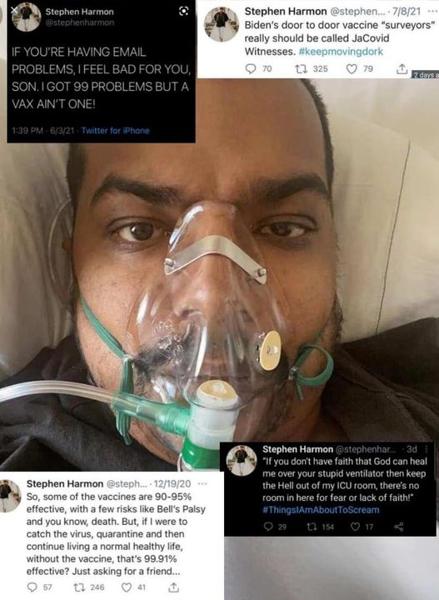 Stephen Harmon
@stephenharmon
IF YOU'RE HAVING EMAIL
PROBLEMS, I FEEL BAD FOR YOU,
SON. I GOT 99 PROBLEMS BUT A
VAX AIN'T ONE!
1:39 PM · 6/3/21 · Twitter for iPhone
Stephen Harmon @stephen... · 7/8/21 ···
Biden's door to door vaccine "surveyors"
really should be called JaCovid
Witnesses. #keepmovingdork
70 325 79
2 days a
Stephen Harmon @stephenhar... · 3d
"If you don't have faith that God can heal
me over your stupid ventilator then keep
the Hell out of my ICU room, there's no
room in here for fear or lack of faith!"
#ThingsIAmAboutToScream
29 154 17
Stephen Harmon @steph... · 12/19/20 ···
So, some of the vaccines are 90-95%
effective, with a few risks like Bell's Palsy
and you know, death. But, if I were to
catch the virus, quarantine and then
continue living a normal healthy life,
without the vaccine, that's 99.91%
effective? Just asking for a friend...
57 246 41